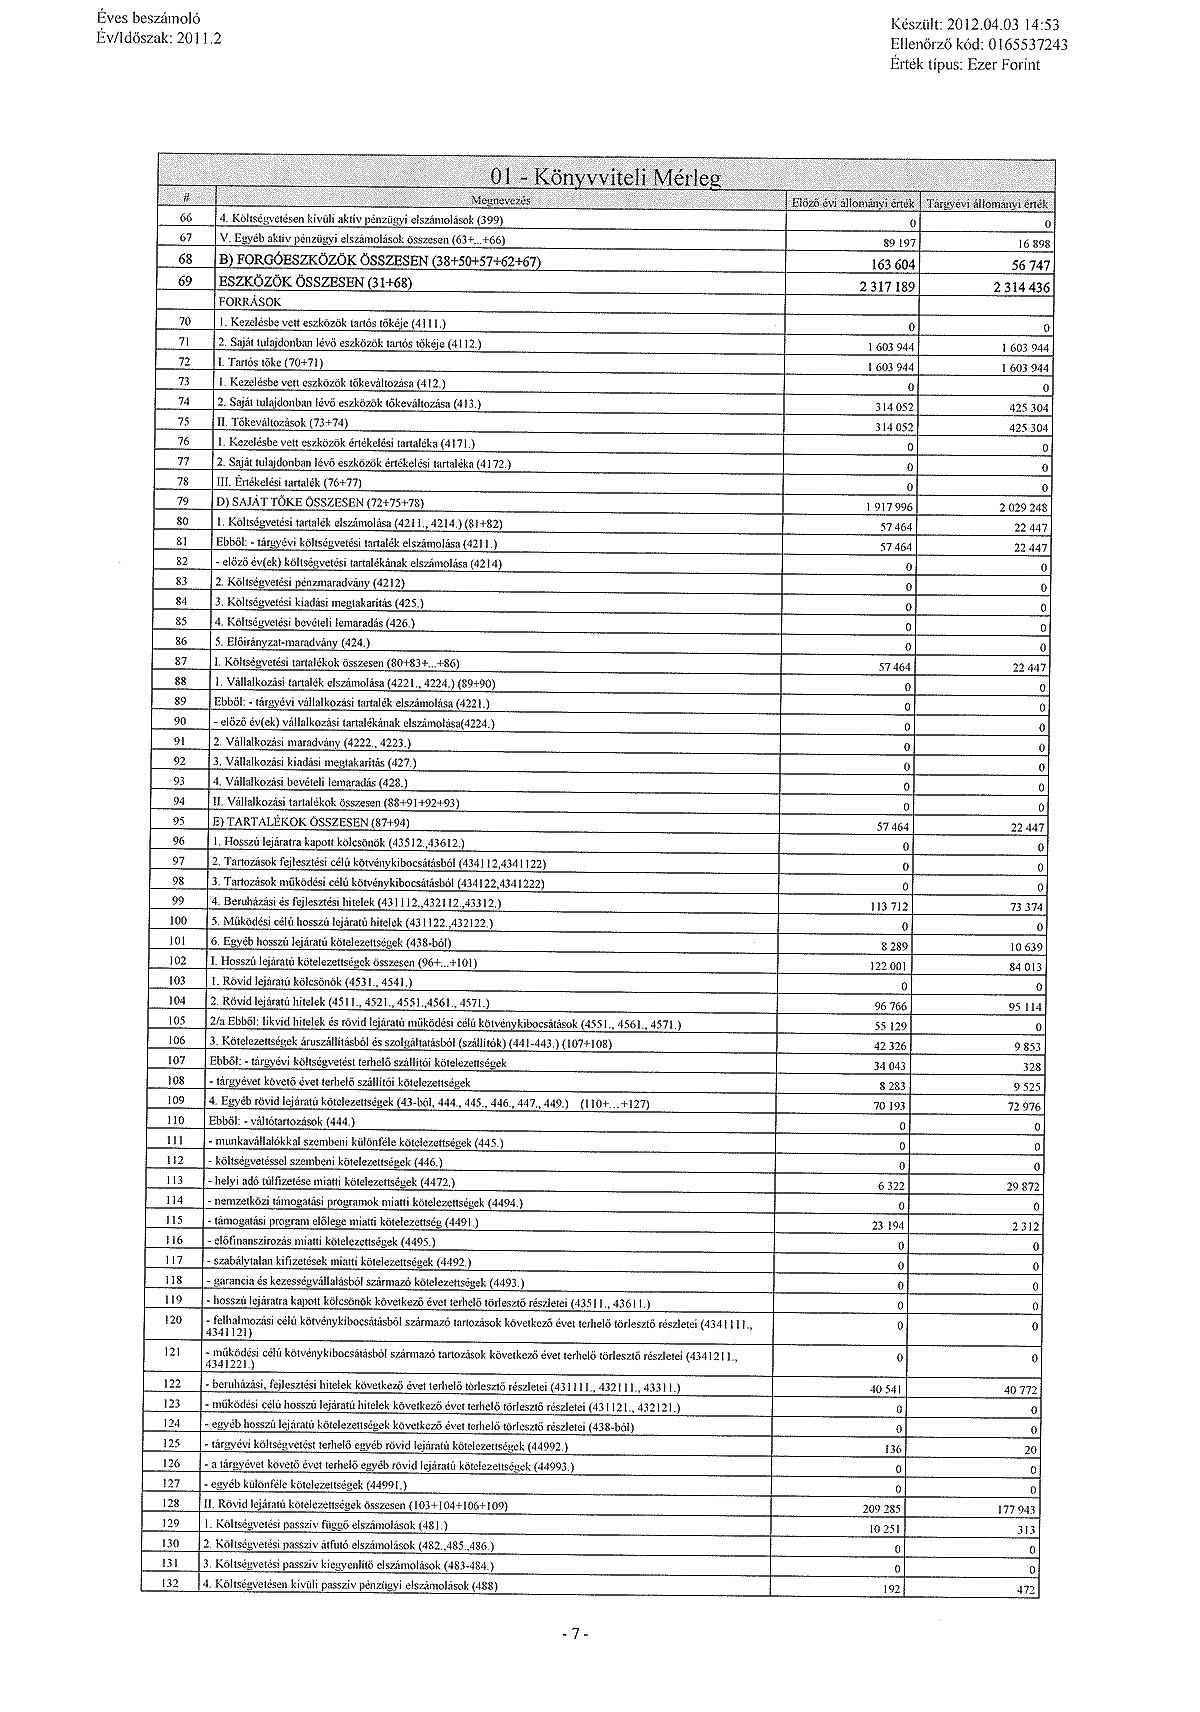 Éves beszámoló
Év/Időszak: 2011.2
Készült: 2012.04.03 14:53
Ellenőrző kód: 0165537243
Érték típus: Ezer Forint
01 - Könyvviteli Mérleg
# Megnevezés Előző évi állományi érték Tárgyévi állományi érték
66 4. Költségvetésen kívüli aktív pénzügyi elszámolások (399) 0 0
67 V. Egyéb aktív pénzügyi elszámolások összesen (63+...+66) 89 197 16 898
68 B) FORGÓESZKÖZÖK ÖSSZESEN (38+50+57+62+67) 163 604 56 747
69 ESZKÖZÖK ÖSSZESEN (31+68) 2 317 189 2 314 436
FORRÁSOK
70 1. Kezelésbe vett eszközök tartós tőkéje (4111.) 0 0
71 2. Saját tulajdonban lévő eszközök tartós tőkéje (4112.) 1 603 944 1 603 944
72 I. Tartós tőke (70+71) 1 603 944 1 603 944
73 1. Kezelésbe vett eszközök tőkeváltozása (412.) 0 0
74 2. Saját tulajdonban lévő eszközök tőkeváltozása (413.) 314 052 425 304
75 II. Tőkeváltozások (73+74) 314 052 425 304
76 1. Kezelésbe vett eszközök értékelési tartaléka (4171.) 0 0
77 2. Saját tulajdonban lévő eszközök értékelési tartaléka (4172.) 0 0
78 III. Értékelési tartalék (76+77) 0 0
79 D) SAJÁT TŐKE ÖSSZESEN (72+75+78) 1 917 996 2 029 248
80 1. Költségvetési tartalék elszámolása (4211., 4214.) (81+82) 57 464 22 447
81 Ebből: - tárgyévi költségvetési tartalék elszámolása (4211.) 57 464 22 447
82 - előző év(ek) költségvetési tartalékának elszámolása (4214) 0 0
83 2. Költségvetési pénzmaradvány (4212) 0 0
84 3. Költségvetési kiadási megtakarítás (425.) 0 0
85 4. Költségvetési bevételi lemaradás (426.) 0 0
86 5. Előirányzat-maradvány (424.) 0 0
87 I. Költségvetési tartalékok összesen (80+83+...+86) 57 464 22 447
88 1. Vállalkozási tartalék elszámolása (4221., 4224.) (89+90) 0 0
89 Ebből: - tárgyévi vállalkozási tartalék elszámolása (4221.) 0 0
90 - előző év(ek) vállalkozási tartalékának elszámolása(4224.) 0 0
91 2. Vállalkozási maradvány (4222., 4223.) 0 0
92 3. Vállalkozási kiadási megtakarítás (427.) 0 0
93 4. Vállalkozási bevételi lemaradás (428.) 0 0
94 II. Vállalkozási tartalékok összesen (88+91+92+93) 0 0
95 E) TARTALÉKOK ÖSSZESEN (87+94) 57 464 22 447
96 1. Hosszú lejáratra kapott kölcsönök (43512.,43612.) 0 0
97 2. Tartozások fejlesztési célú kötvénykibocsátásból (434112,4341122) 0 0
98 3. Tartozások működési célú kötvénykibocsátásból (434122,4341222) 0 0
99 4. Beruházási és fejlesztési hitelek (431112.,432112.,43312.) 113 712 73 374
100 5. Működési célú hosszú lejáratú hitelek (431122.,432122.) 0 0
101 6. Egyéb hosszú lejáratú kötelezettségek (438-ból) 8 289 10 639
102 I. Hosszú lejáratú kötelezettségek összesen (96+...+101) 122 001 84 013
103 1. Rövid lejáratú kölcsönök (4531., 4541.) 0 0
104 2. Rövid lejáratú hitelek (4511., 4521., 4551.,4561., 4571.) 96 766 95 114
105 2/a Ebből: likvid hitelek és rövid lejáratú működési célú kötvénykibocsátások (4551., 4561., 4571.) 55 129 0
106 3. Kötelezettségek áruszállításból és szolgáltatásból (szállítók) (441-443.) (107+108) 42 326 9 853
107 Ebből: - tárgyévi költségvetést terhelő szállítói kötelezettségek 34 043 328
108 - tárgyévet követő évet terhelő szállítói kötelezettségek 8 283 9 525
109 4. Egyéb rövid lejáratú kötelezettségek (43-ból, 444., 445., 446., 447., 449.) (110+...+127) 70 193 72 976
110 Ebből: - váltótartozások (444.) 0 0
111 - munkavállalókkal szembeni különféle kötelezettségek (445.) 0 0
112 - költségvetéssel szembeni kötelezettségek (446.) 0 0
113 - helyi adó túlfizetése miatti kötelezettségek (4472.) 6 322 29 872
114 - nemzetközi támogatási programok miatti kötelezettségek (4494.) 0 0
115 - támogatási program előlege miatti kötelezettség (4491.) 23 194 2 312
116 - előfinanszírozás miatti kötelezettségek (4495.) 0 0
117 - szabálytalan kifizetések miatti kötelezettségek (4492.) 0 0
118 - garancia és kezességvállalásból származó kötelezettségek (4493.) 0 0
119 - hosszú lejáratra kapott kölcsönök következő évet terhelő törlesztő részletei (43511., 43611.) 0 0
120 - felhalmozási célú kötvénykibocsátásból származó tartozások következő évet terhelő törlesztő részletei (4341111., 0 0
4341121)
121 - működési célú kötvénykibocsátásból származó tartozások következő évet terhelő törlesztő részletei (4341211., 0 0
4341221.)
122 - beruházási, fejlesztési hitelek következő évet terhelő törlesztő részletei (431111., 432111., 43311.) 40 541 40 772
123 - működési célú hosszú lejáratú hitelek következő évet terhelő törlesztő részletei (431121., 432121.) 0 0
124 - egyéb hosszú lejáratú kötelezettségek következő évet terhelő törlesztő részletei (438-ból) 0 0
125 - tárgyévi költségvetést terhelő egyéb rövid lejáratú kötelezettségek (44992.) 136 20
126 - a tárgyévet követő évet terhelő egyéb rövid lejáratú kötelezettségek (44993.) 0 0
127 - egyéb különféle kötelezettségek (44991.) 0 0
128 II. Rövid lejáratú kötelezettségek összesen (103+104+106+109) 209 285 177 943
129 1. Költségvetési passzív függő elszámolások (481.) 10 251 313
130 2. Költségvetési passzív átfutó elszámolások (482.,485.,486.) 0 0
131 3. Költségvetési passzív kiegyenlítő elszámolások (483-484.) 0 0
132 4. Költségvetésen kívüli passzív pénzügyi elszámolások (488) 192 472
- 7 -